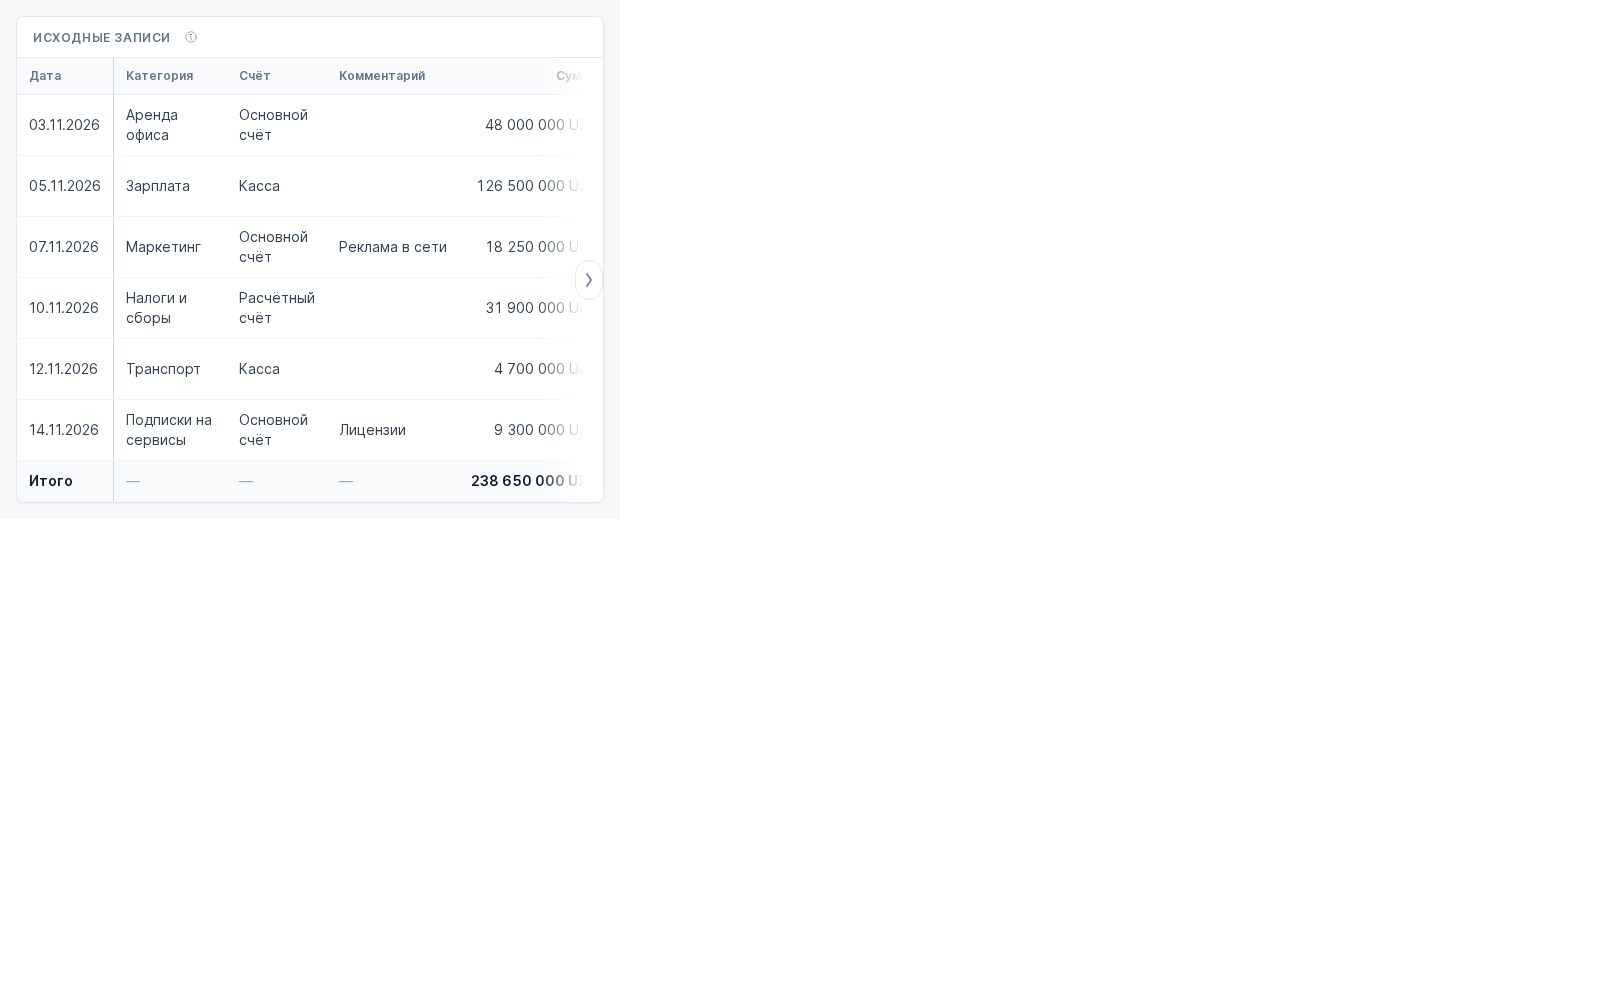 ИСХОДНЫЕ ЗАПИСИ
Дата Категория Счёт Комментарий
03.11.2026 Аренда офиса Основной счёт 48 000 000
05.11.2026 Зарплата Касса 126 500 000
07.11.2026 Маркетинг Основной счёт Реклама в сети 18 250 000
10.11.2026 Налоги и сборы Расчётный счёт 31 900 000
12.11.2026 Транспорт Касса 4 700 000
14.11.2026 Подписки на сервисы Основной счёт Лицензии 9 300 000
Итого — — — 238 650 000